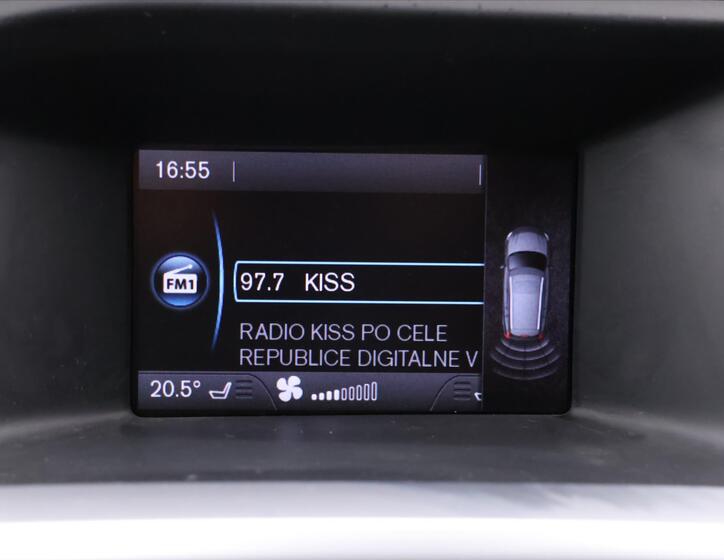 16:55
FM1
97.7 KISS
RADIO KISS PO CELE
REPUBLICE DIGITALNE V
20.5°